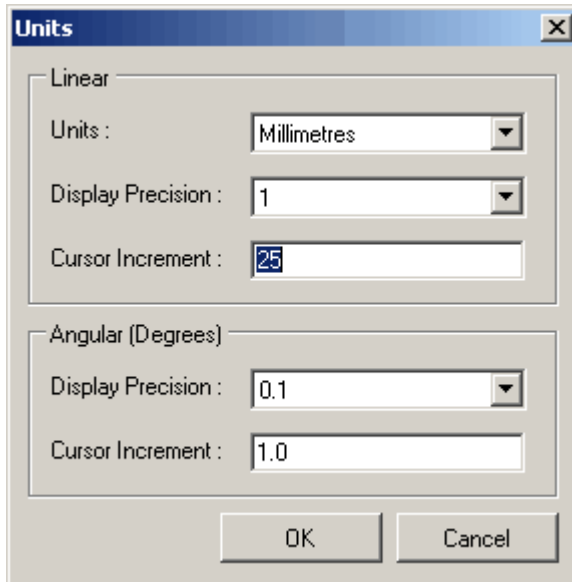 Units
Linear
Units : Millimetres
Display Precision : 1
Cursor Increment : 25
Angular (Degrees)
Display Precision : 0.1
Cursor Increment : 1.0
OK Cancel